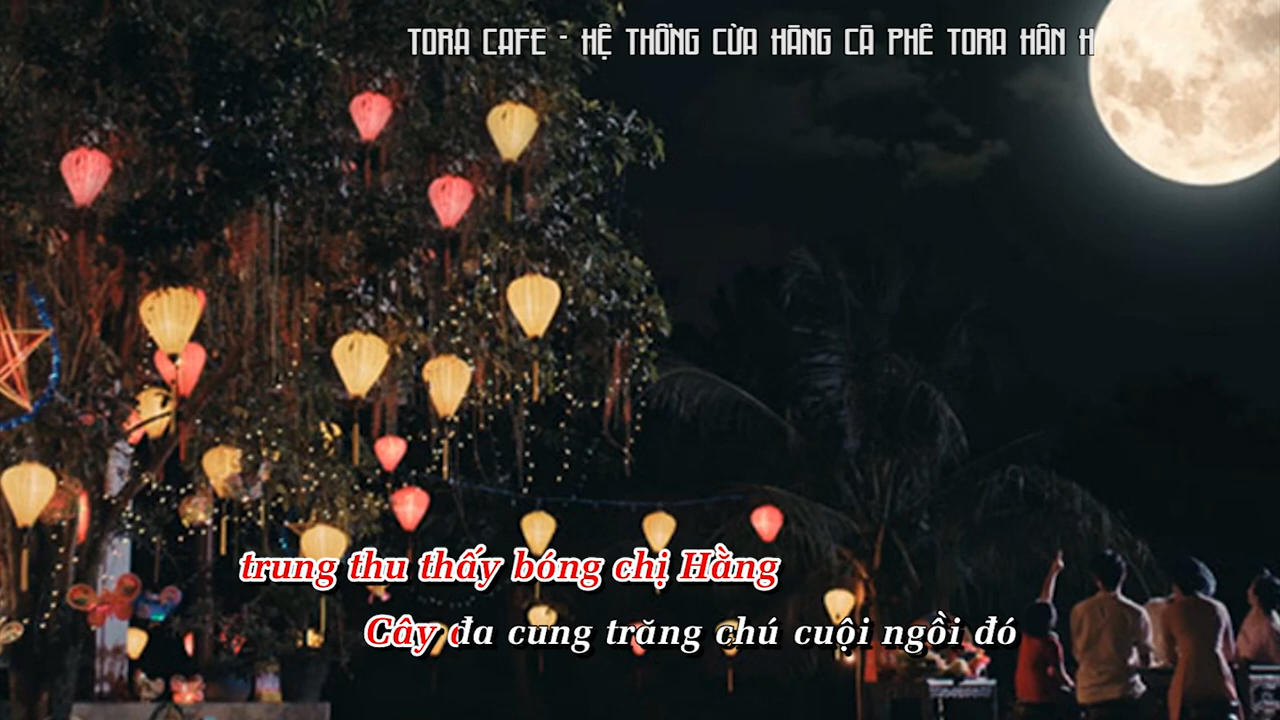 TORA CAFE - HỆ THỐNG CỬA HÀNG CÀ PHÊ TORA HÂN H
trung thu thấy bóng chị Hằng
Cây đa cung trăng chú cuội ngồi đó